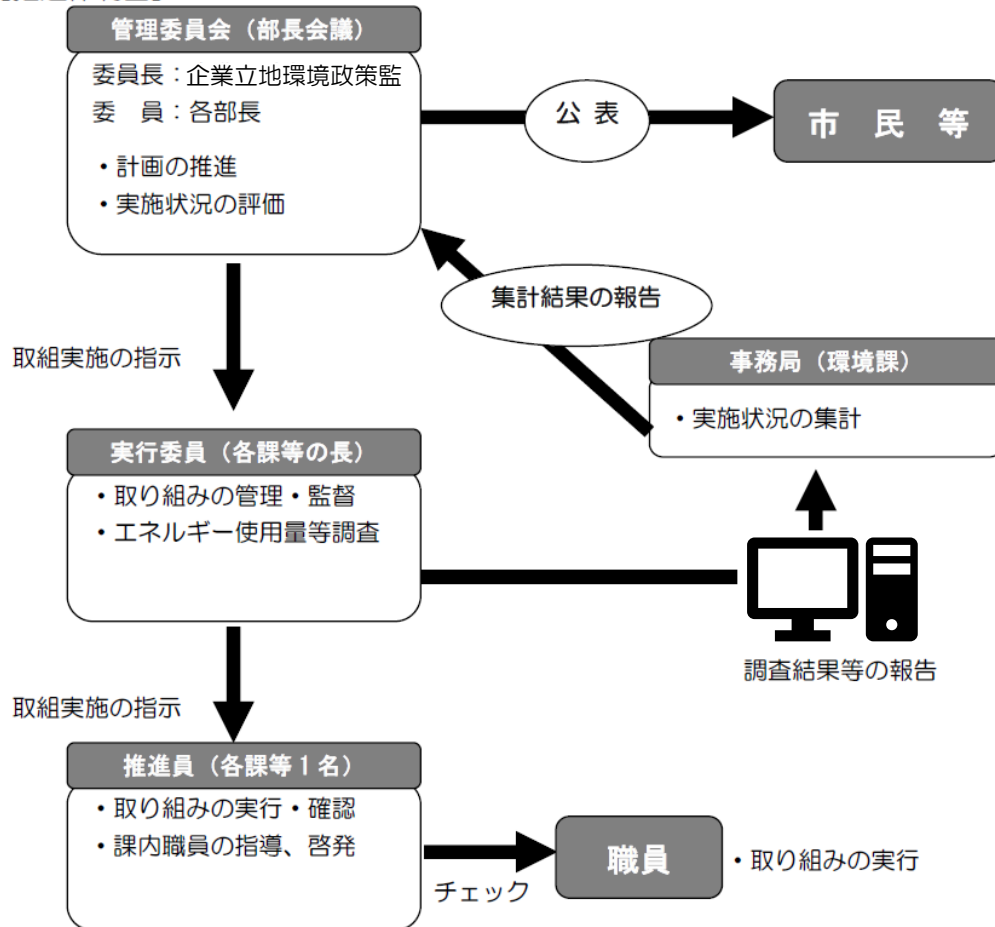 管理委員会（部長会議）
委員長：企業立地環境政策監
委　員：各部長
・計画の推進
・実施状況の評価
公 表
市 民 等
集計結果の報告
取組実施の指示
事務局（環境課）
・実施状況の集計
実行委員（各課等の長）
・取り組みの管理・監督
・エネルギー使用量等調査
調査結果等の報告
取組実施の指示
推進員（各課等１名）
・取り組みの実行・確認
・課内職員の指導、啓発
チェック
職員
・取り組みの実行